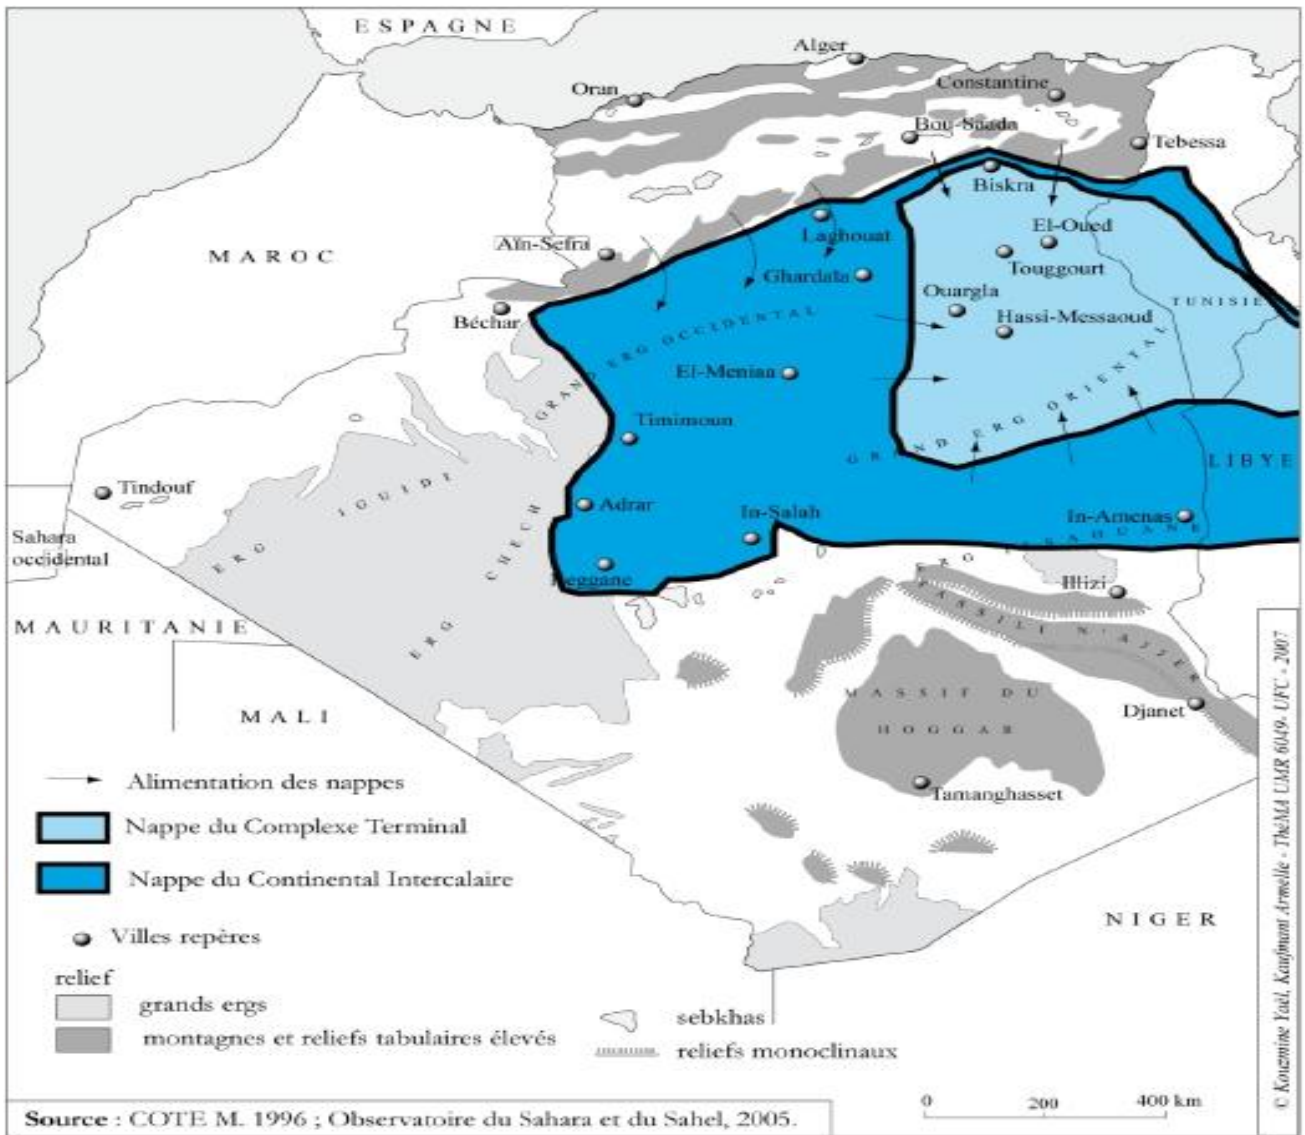 ESPAGNE
Alger
Constantine
Oran
Bou-Saada
Tebessa
Biskra
MAROC
Aïn-Sefra
Laghouat
El-Oued
Ghardaïa
Touggourt
Ouargla
TUNISIE
Béchar
Hassi-Messaoud
GRAND ERG OCCIDENTAL
El-Meniaa
GRAND ERG ORIENTAL
Timimoun
LIBYE
Tindouf
ERG IGUIDI
Adrar
In-Salah
In-Amenas
Sahara
occidental
ERG CHECH
Reggane
ERG
Illizi
MAURITANIE
TASSILI N'AJJER
MASSIF DU
HOGGAR
Djanet
MALI
Tamanghasset
NIGER
Alimentation des nappes
Nappe du Complexe Terminal
Nappe du Continental Intercalaire
Villes repères
relief
grands ergs
montagnes et reliefs tabulaires élevés
sebkhas
reliefs monoclinaux
0 200 400 km
Source : COTE M. 1996 ; Observatoire du Sahara et du Sahel, 2005.
© Kouzmine Yaël, Kaufmant Armelle - ThéMA UMR 6049- UFC - 2007